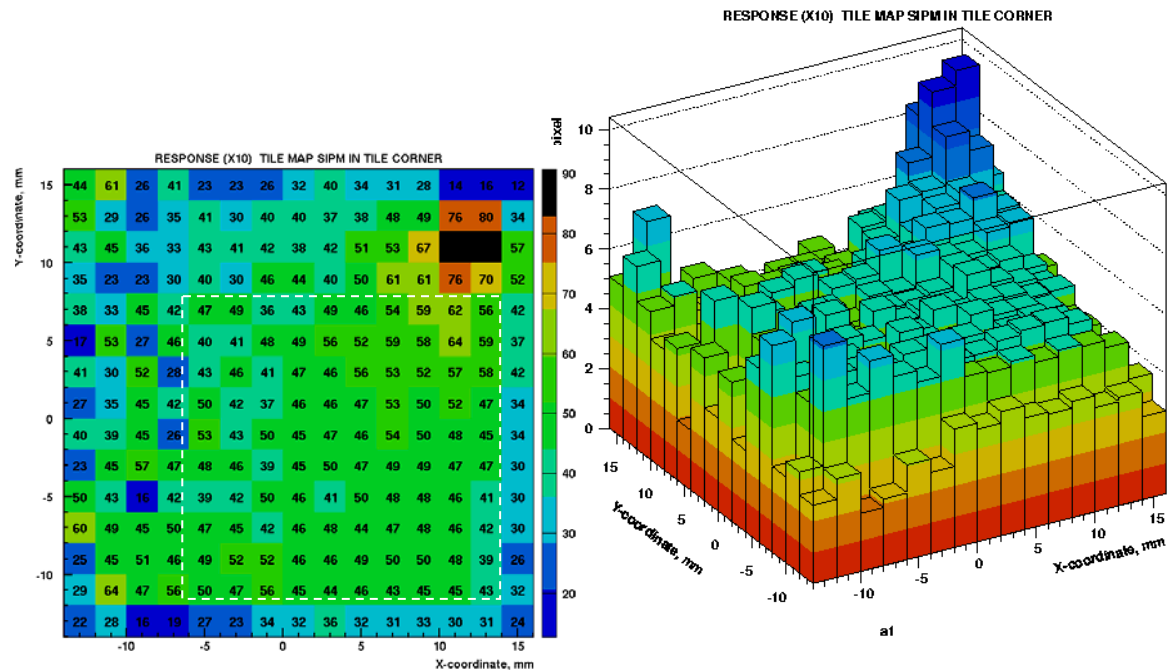 RESPONSE (X10) TILE MAP SIPM IN TILE CORNER
Y-coordinate, mm
15
10
5
0
-5
-10
44 61 26 41 23 23 26 32 40 34 31 28 14 16 12
53 29 26 35 41 30 40 40 37 38 48 49 76 80 34
43 45 36 33 43 41 42 38 42 51 53 67 57
35 23 23 30 40 30 46 44 40 50 61 61 76 70 52
38 33 45 42 47 49 36 43 49 46 54 59 62 56 42
17 53 27 46 40 41 48 49 56 52 59 58 64 59 37
41 30 52 28 43 46 41 47 46 56 53 52 57 58 42
27 35 45 42 50 42 37 46 46 47 53 50 52 47 34
40 39 45 26 53 43 50 45 47 46 54 50 48 45 34
23 45 57 47 48 46 39 45 50 47 49 49 47 47 30
50 43 16 42 39 42 50 46 41 50 48 48 46 41 30
60 49 45 50 47 45 42 46 48 44 47 48 46 42 30
25 45 51 46 49 52 52 46 46 49 50 50 48 39 26
29 64 47 56 50 47 56 45 44 46 43 45 45 43 32
22 28 16 19 27 23 34 32 36 32 31 33 30 31 24
-10 -5 0 5 10 15
X-coordinate, mm
90
80
70
60
50
40
30
20
RESPONSE (X10) TILE MAP SIPM IN TILE CORNER
pixel
10
8
6
4
2
0
15
10
5
0
-5
-10
Y-coordinate, mm
-10
-5
0
5
10
15
X-coordinate, mm
a1